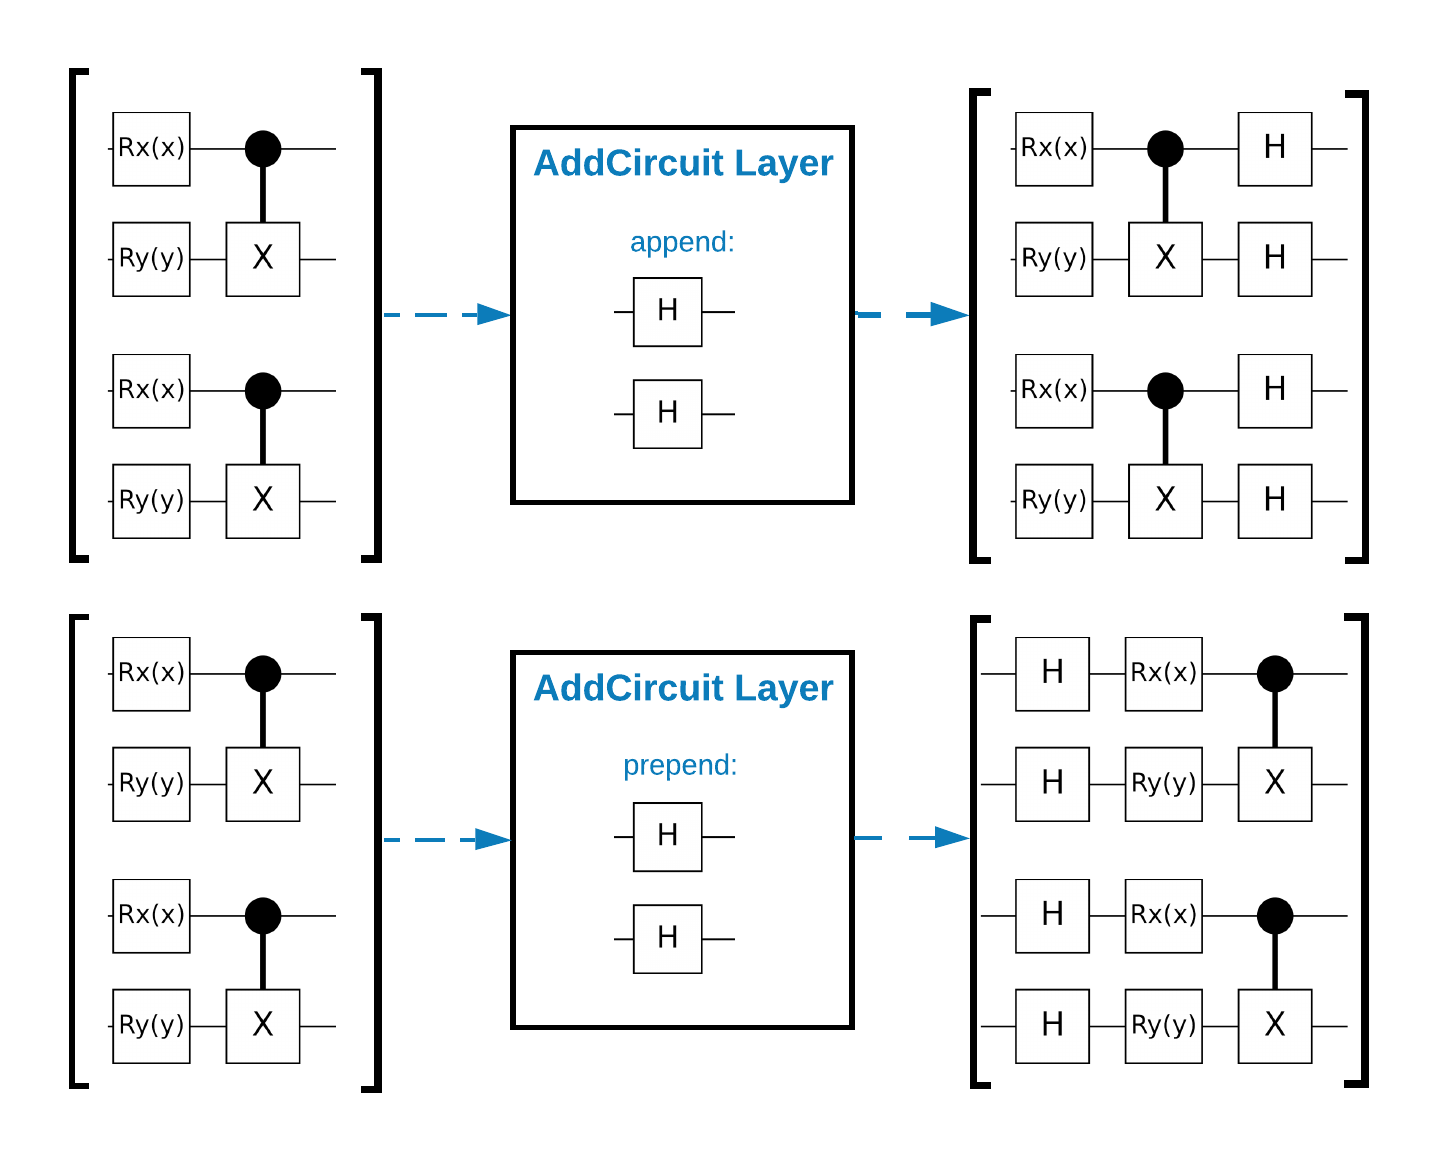 Rx(x)
Ry(y) X
Rx(x)
Ry(y) X
AddCircuit Layer
append:
H
H
Rx(x) H
Ry(y) X H
Rx(x) H
Ry(y) X H
Rx(x)
Ry(y) X
Rx(x)
Ry(y) X
AddCircuit Layer
prepend:
H
H
H Rx(x)
H Ry(y) X
H Rx(x)
H Ry(y) X